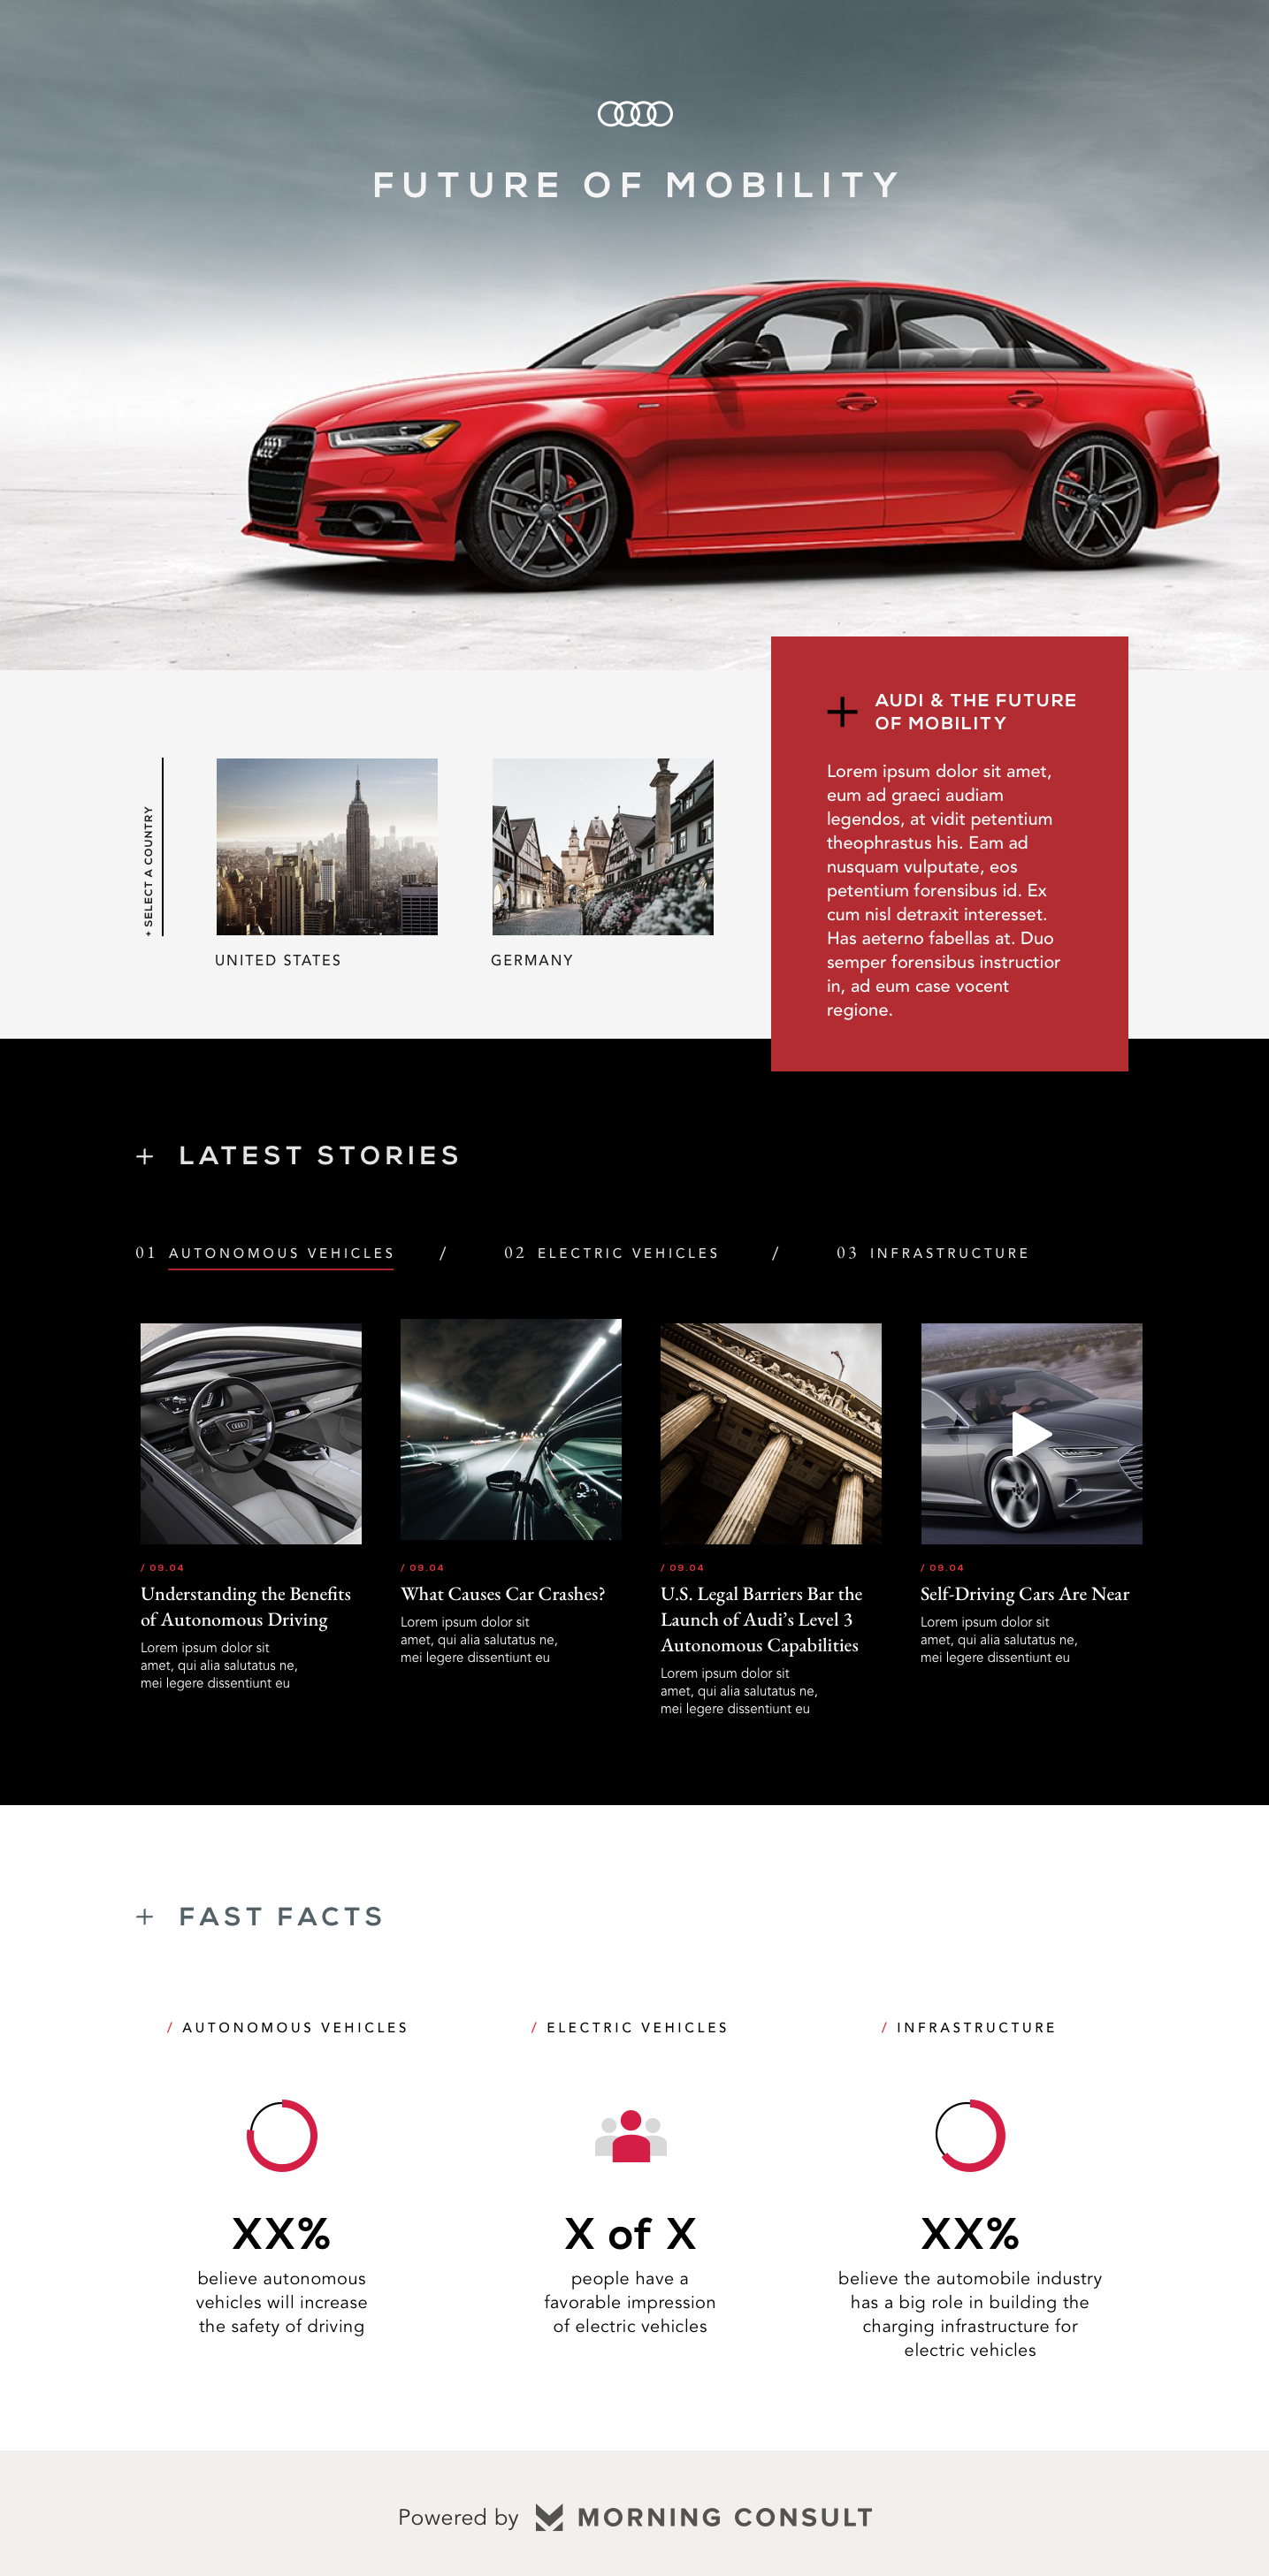 FUTURE OF MOBILITY
+ SELECT A COUNTRY
UNITED STATES
GERMANY
AUDI & THE FUTURE
OF MOBILITY
Lorem ipsum dolor sit amet,
eum ad graeci audiam
legendos, at vidit petentium
theophrastus his. Eam ad
nusquam vulputate, eos
petentium forensibus id. Ex
cum nisl detraxit interesset.
Has aeterno fabellas at. Duo
semper forensibus instructior
in, ad eum case vocent
regione.
+ LATEST STORIES
01 AUTONOMOUS VEHICLES / 02 ELECTRIC VEHICLES / 03 INFRASTRUCTURE
/ 09.04
Understanding the Benefits
of Autonomous Driving
Lorem ipsum dolor sit
amet, qui alia salutatus ne,
mei legere dissentiunt eu
/ 09.04
What Causes Car Crashes?
Lorem ipsum dolor sit
amet, qui alia salutatus ne,
mei legere dissentiunt eu
/ 09.04
U.S. Legal Barriers Bar the
Launch of Audi’s Level 3
Autonomous Capabilities
Lorem ipsum dolor sit
amet, qui alia salutatus ne,
mei legere dissentiunt eu
/ 09.04
Self-Driving Cars Are Near
Lorem ipsum dolor sit
amet, qui alia salutatus ne,
mei legere dissentiunt eu
+ FAST FACTS
/ AUTONOMOUS VEHICLES
XX%
believe autonomous
vehicles will increase
the safety of driving
/ ELECTRIC VEHICLES
X of X
people have a
favorable impression
of electric vehicles
/ INFRASTRUCTURE
XX%
believe the automobile industry
has a big role in building the
charging infrastructure for
electric vehicles
Powered by MORNING CONSULT